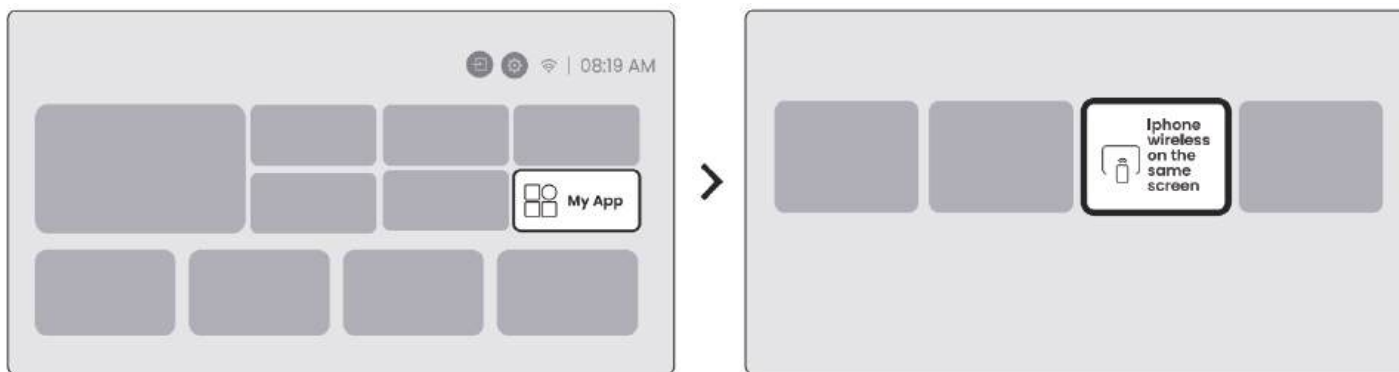 08:19 AM
My App
Iphone
wireless
on the
same
screen